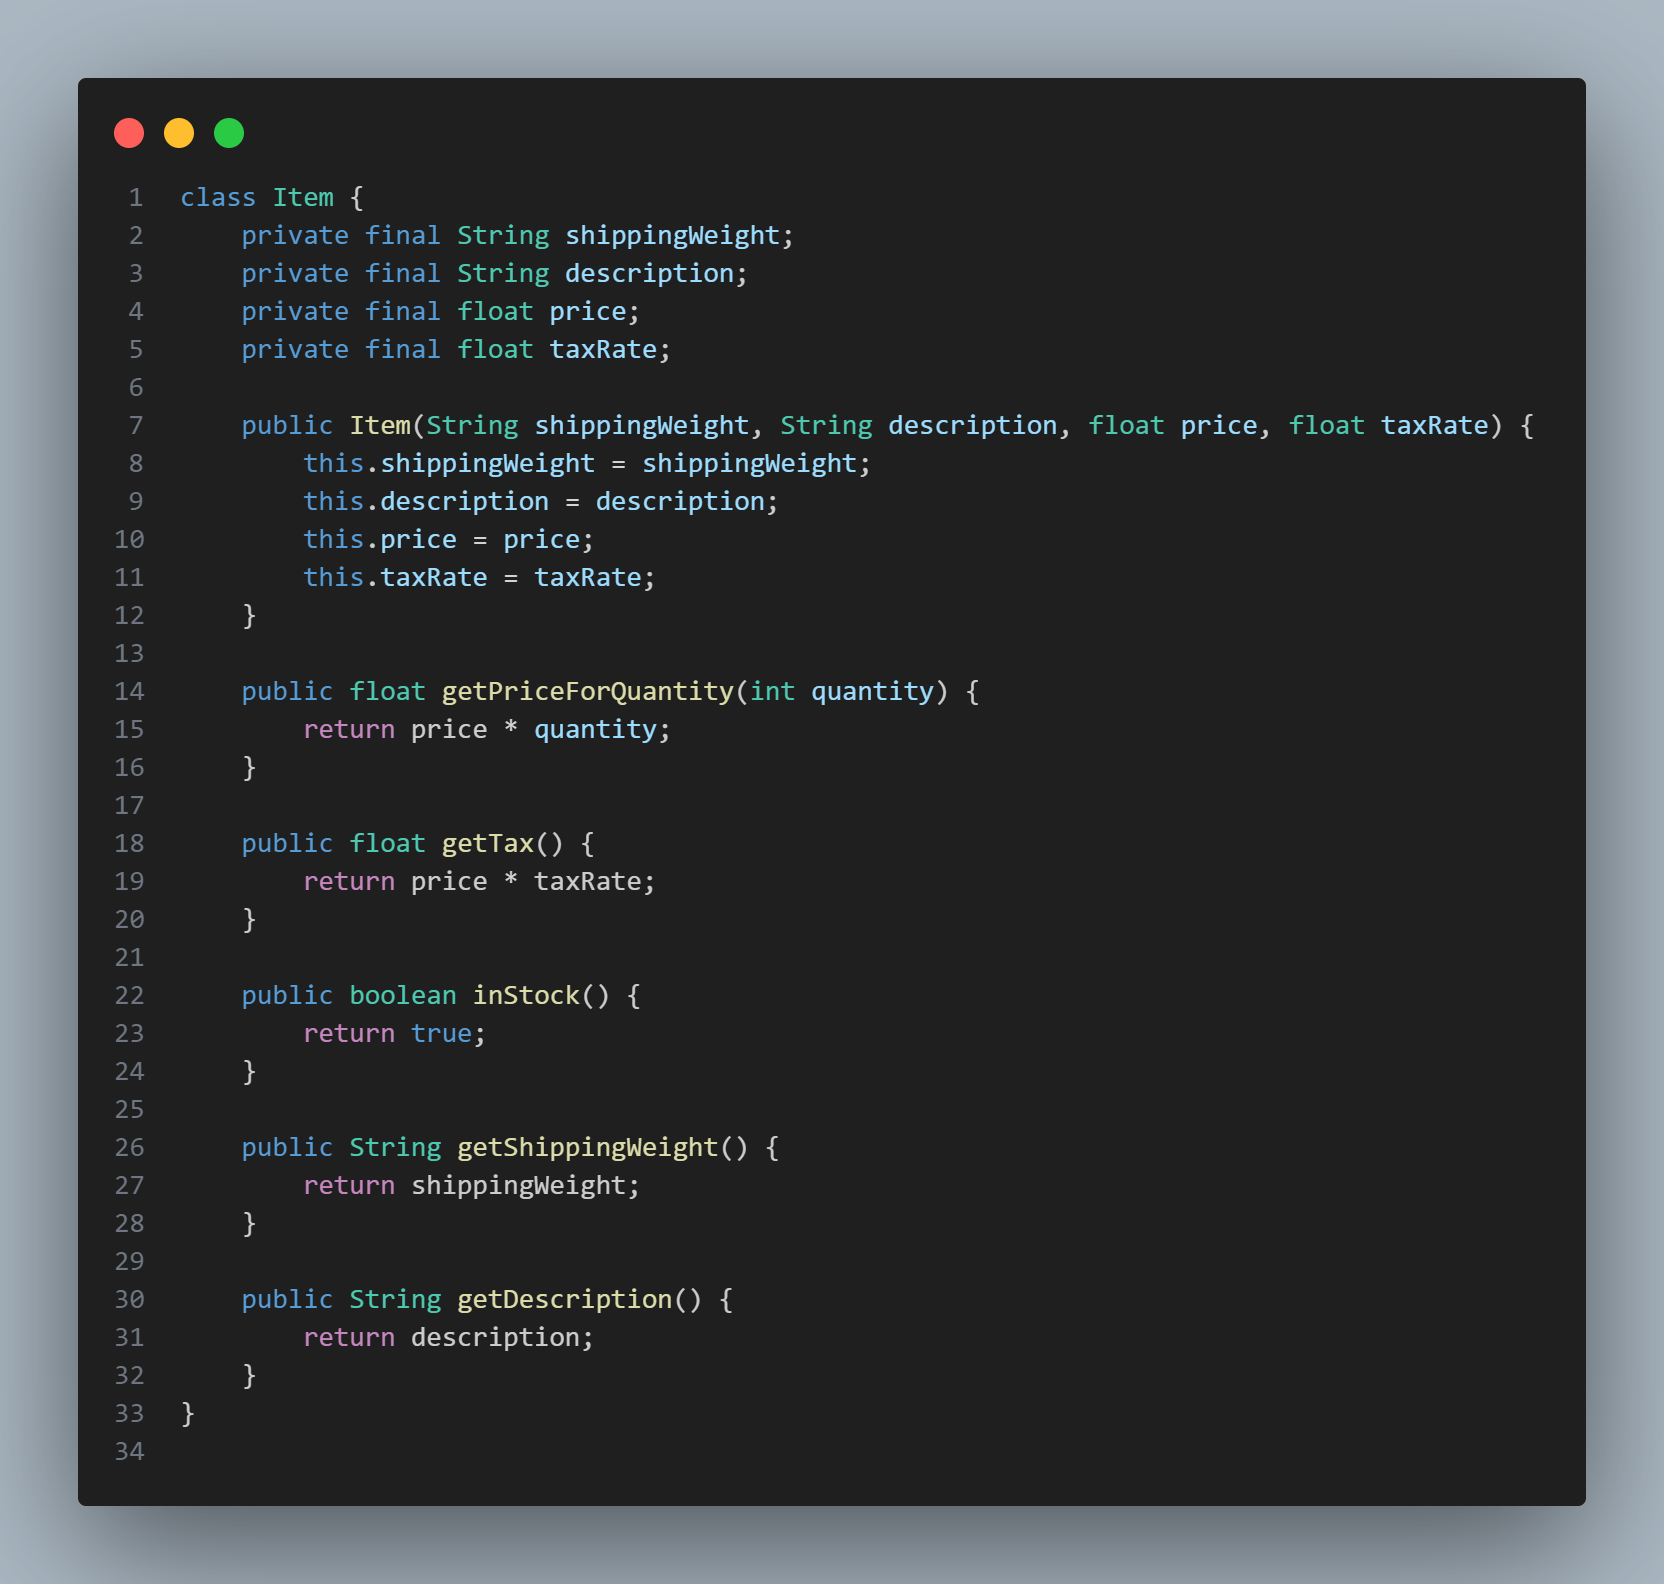 1 class Item {
2     private final String shippingWeight;
3     private final String description;
4     private final float price;
5     private final float taxRate;
6
7     public Item(String shippingWeight, String description, float price, float taxRate) {
8         this.shippingWeight = shippingWeight;
9         this.description = description;
10         this.price = price;
11         this.taxRate = taxRate;
12     }
13
14     public float getPriceForQuantity(int quantity) {
15         return price * quantity;
16     }
17
18     public float getTax() {
19         return price * taxRate;
20     }
21
22     public boolean inStock() {
23         return true;
24     }
25
26     public String getShippingWeight() {
27         return shippingWeight;
28     }
29
30     public String getDescription() {
31         return description;
32     }
33 }
34